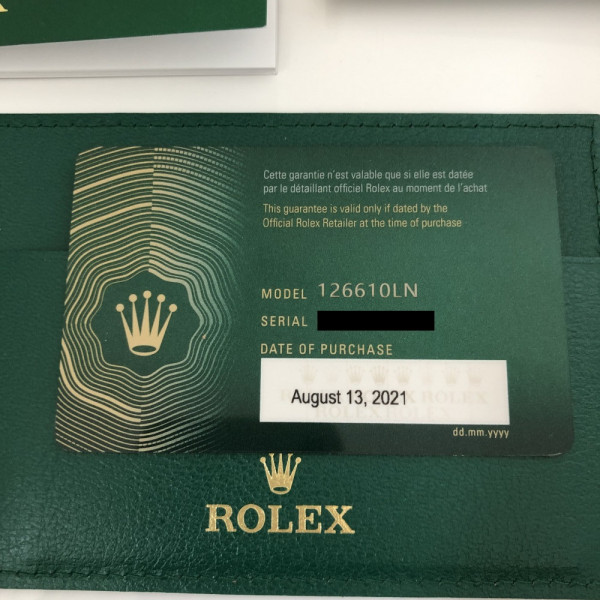 Cette garantie n'est valable que si elle est datée
par le détaillant officiel Rolex au moment de l'achat
This guarantee is valid only if dated by the
Official Rolex Retailer at the time of purchase
MODEL 126610LN
SERIAL
DATE OF PURCHASE
August 13, 2021
dd.mm.yyyy
ROLEX